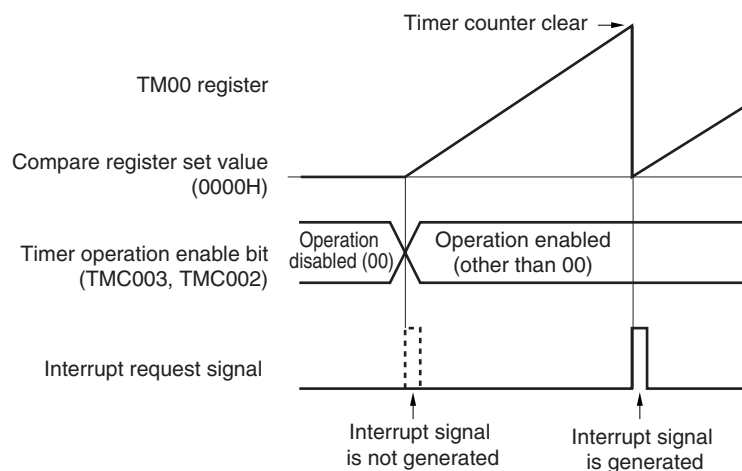 Timer counter clear
TM00 register
Compare register set value
(0000H)
Timer operation enable bit
(TMC003, TMC002)
Operation
disabled (00)
Operation enabled
(other than 00)
Interrupt request signal
Interrupt signal
is not generated
Interrupt signal
is generated